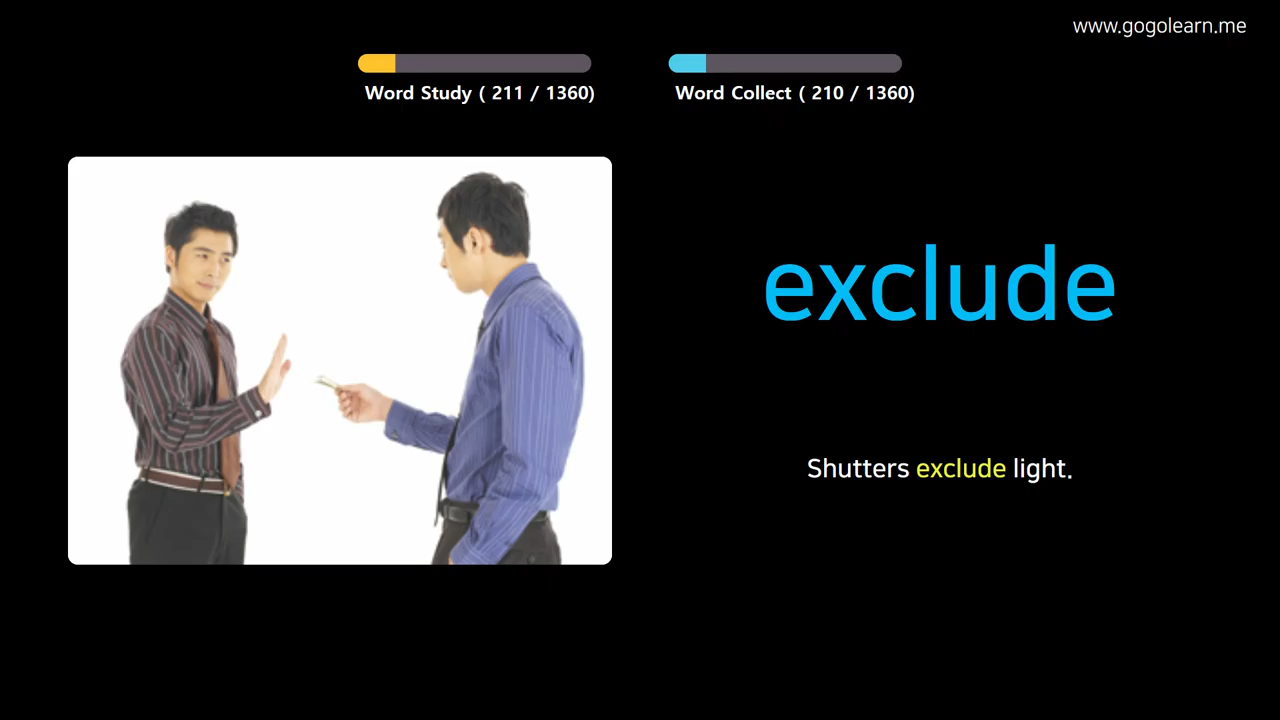 www.gogolearn.me
Word Study ( 211 / 1360)
Word Collect ( 210 / 1360)
exclude
Shutters exclude light.